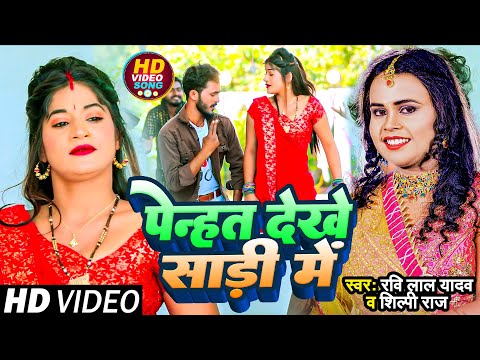 HD
VIDEO
SONG
पेन्हत देखे
साड़ी में
HD VIDEO
स्वर: रवि लाल यादव
व शिल्पी राज